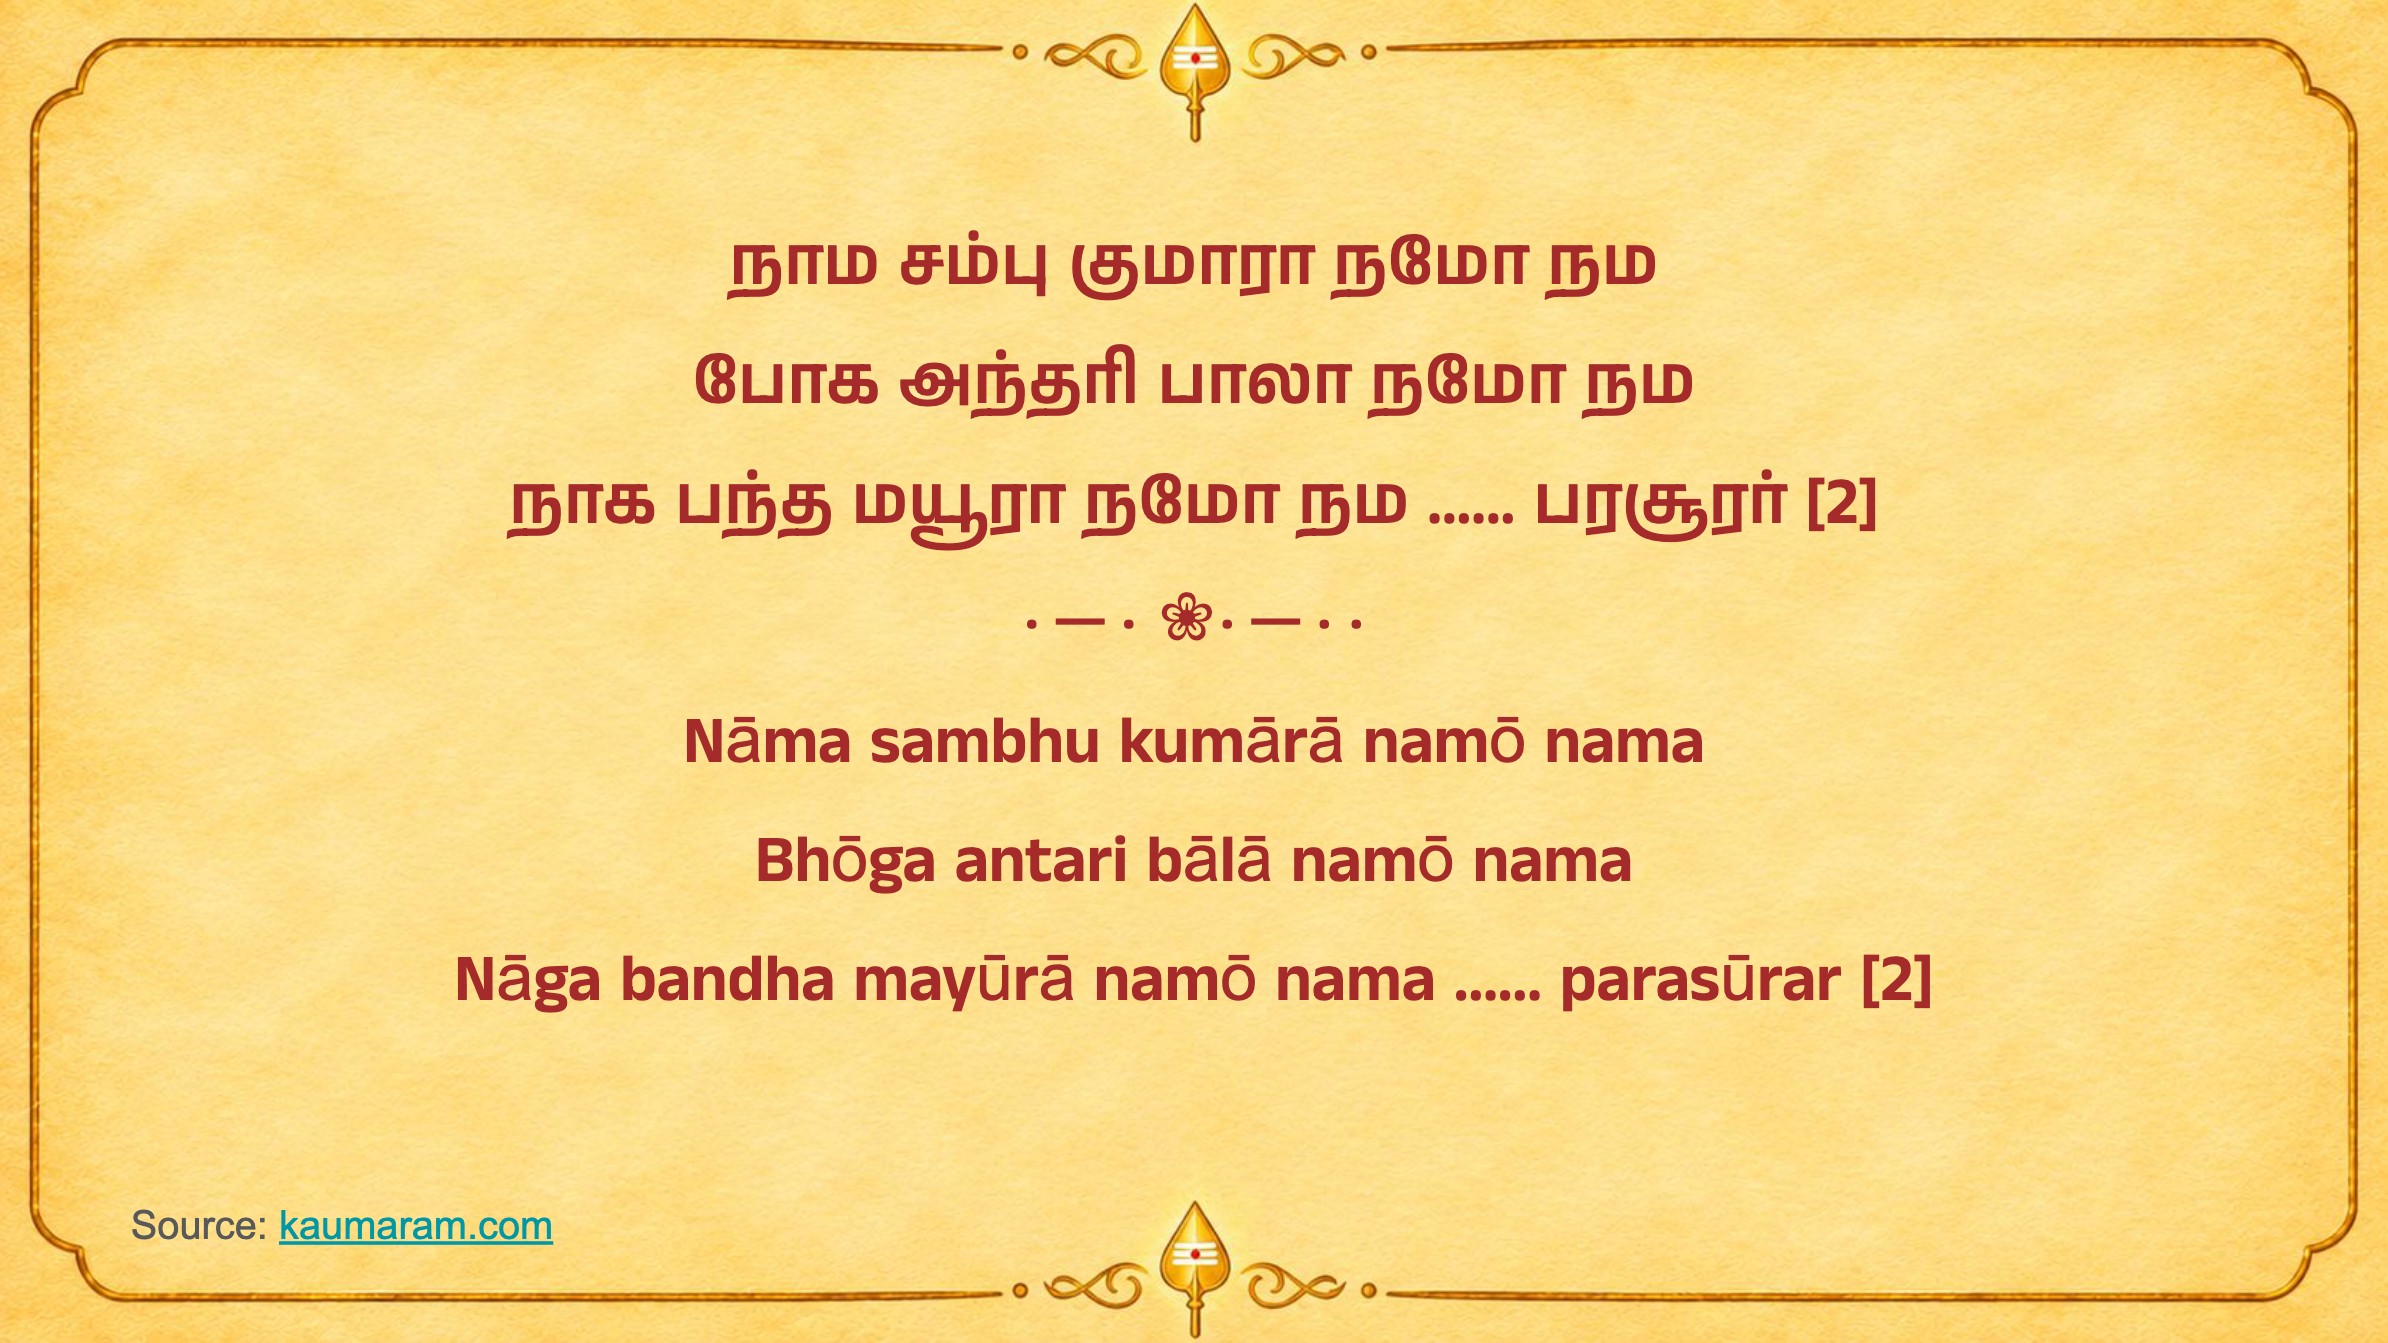 நாம சம்பு குமாரா நமோ நம
போக அந்தரி பாலா நமோ நம
நாக பந்த மயூரா நமோ நம ...... பரசூரர் [2]
· — · ❀· — · ·
Nāma sambhu kumārā namō nama
Bhōga antari bālā namō nama
Nāga bandha mayūrā namō nama ...... parasūrar [2]
Source: kaumaram.com